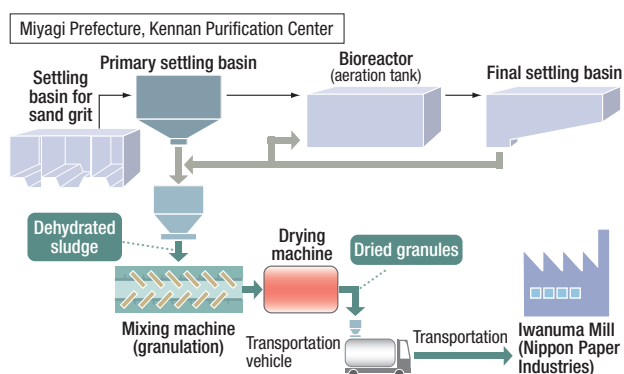 Miyagi Prefecture, Kennan Purification Center
Settling
basin for
sand grit
Primary settling basin
Bioreactor
(aeration tank)
Final settling basin
Dehydrated
sludge
Mixing machine
(granulation)
Drying
machine
Dried granules
Transportation
vehicle
Transportation
Iwanuma Mill
(Nippon Paper
Industries)